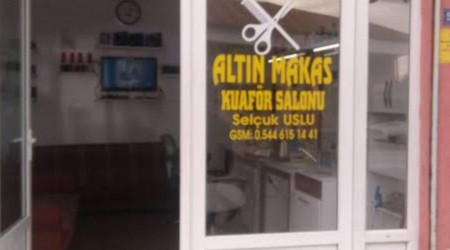 ALTIN MAKAS
KUAFÖR SALONU
Selçuk USLU
GSM: 0.544 615 14 41